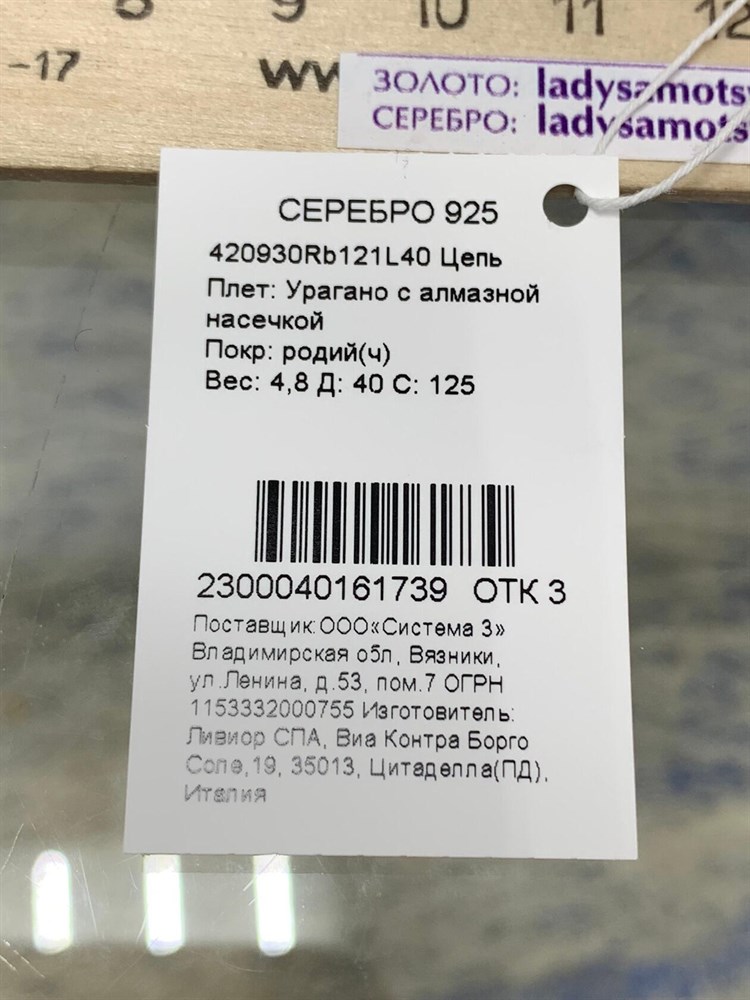 9 10 11 12
-17
ЗОЛОТО: ladysamots
СЕРЕБРО: ladysamots
СЕРЕБРО 925
420930Rb121L40 Цепь
Плет: Урагано с алмазной
насечкой
Покр: родий(ч)
Вес: 4,8 Д: 40 С: 125
2300040161739 ОТК 3
Поставщик:ООО«Система 3»
Владимирская обл, Вязники,
ул.Ленина, д.53, пом.7 ОГРН
1153332000755 Изготовитель:
Ливиор СПА, Виа Контра Борго
Соле,19, 35013, Цитаделла(ПД),
Италия